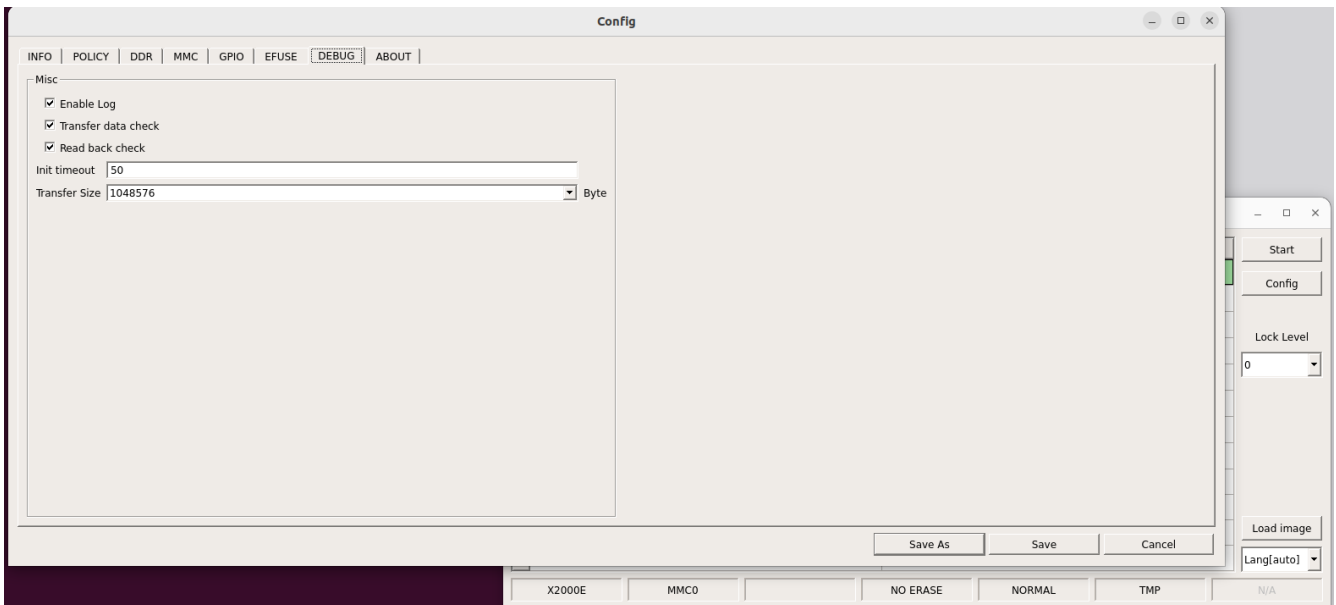 Config
INFO POLICY DDR MMC GPIO EFUSE DEBUG ABOUT
Misc
Enable Log
Transfer data check
Read back check
Init timeout 50
Transfer Size 1048576 Byte
Save As Save Cancel
Start
Config
Lock Level
0
Load image
Lang[auto]
X2000E MMC0 NO ERASE NORMAL TMP N/A